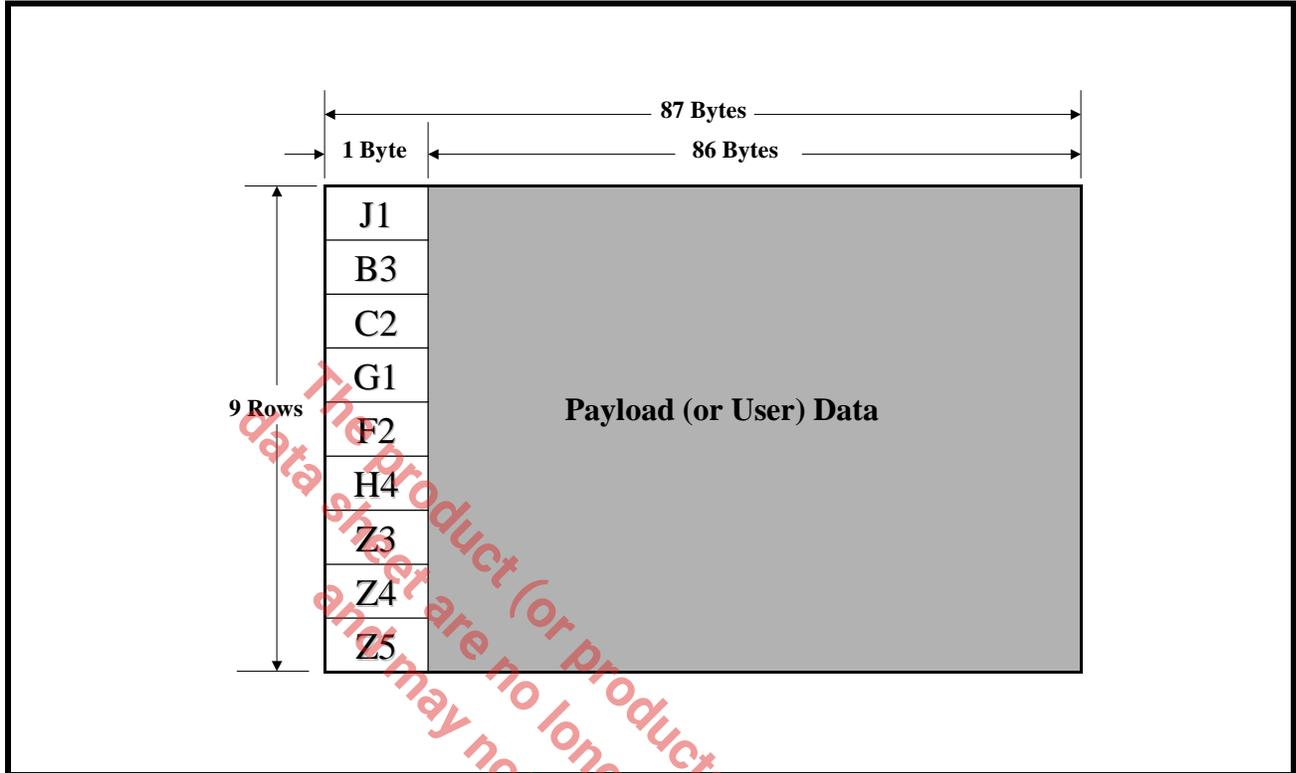 87 Bytes
1 Byte
86 Bytes
J1
B3
C2
G1
9 Rows
F2
H4
Z3
Z4
Z5
Payload (or User) Data
The product (or product
data sheet are no long
and may no